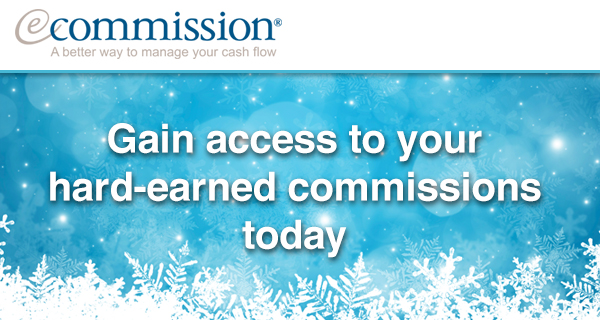 ecommission®
A better way to manage your cash flow
Gain access to your
hard-earned commissions
today